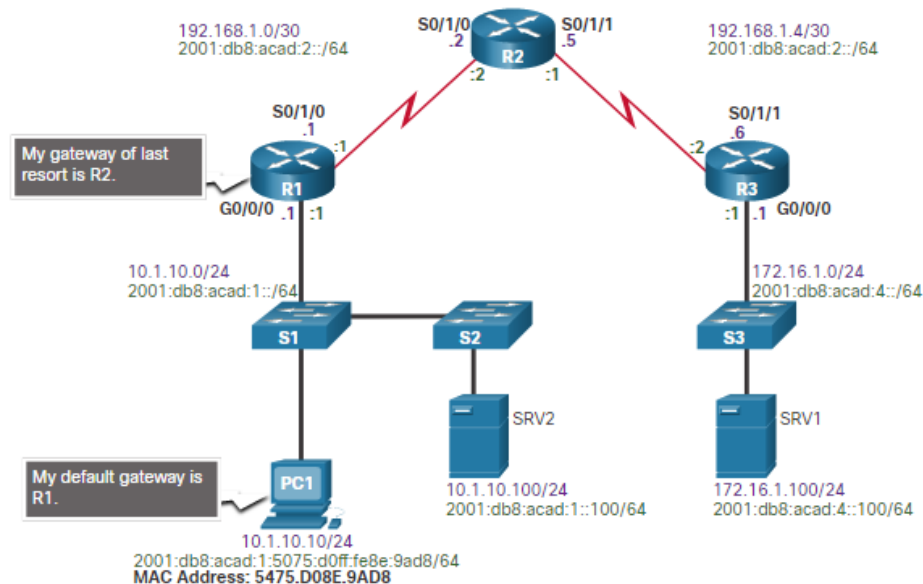 192.168.1.0/30
2001:db8:acad:2::/64
S0/1/0
.2
R2
S0/1/1
.5
:2
:1
192.168.1.4/30
2001:db8:acad:2::/64
My gateway of last
resort is R2.
S0/1/0
.1
:1
R1
G0/0/0
.1
:1
S0/1/1
.6
:2
R3
:1
.1
G0/0/0
10.1.10.0/24
2001:db8:acad:1::/64
S1
S2
172.16.1.0/24
2001:db8:acad:4::/64
S3
SRV2
SRV1
My default gateway is
R1.
PC1
10.1.10.100/24
2001:db8:acad:1::100/64
172.16.1.100/24
2001:db8:acad:4::100/64
10.1.10.10/24
2001:db8:acad:1:5075:d0ff:fe8e:9ad8/64
MAC Address: 5475.D08E.9AD8